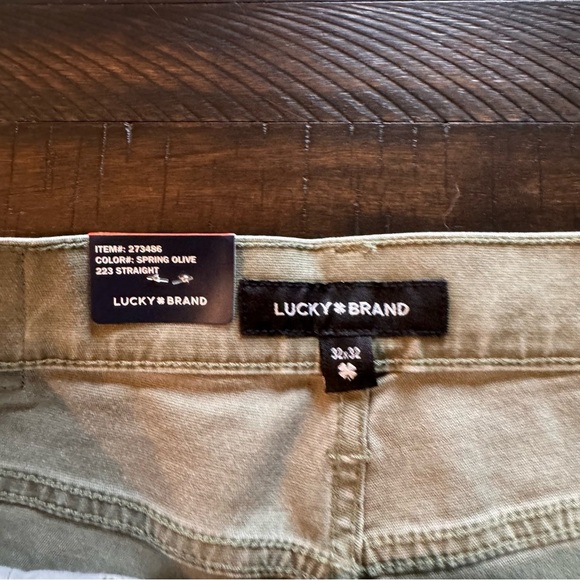 ITEM#: 273486
COLOR#: SPRING OLIVE
223 STRAIGHT
LUCKY BRAND
LUCKY BRAND
32x32